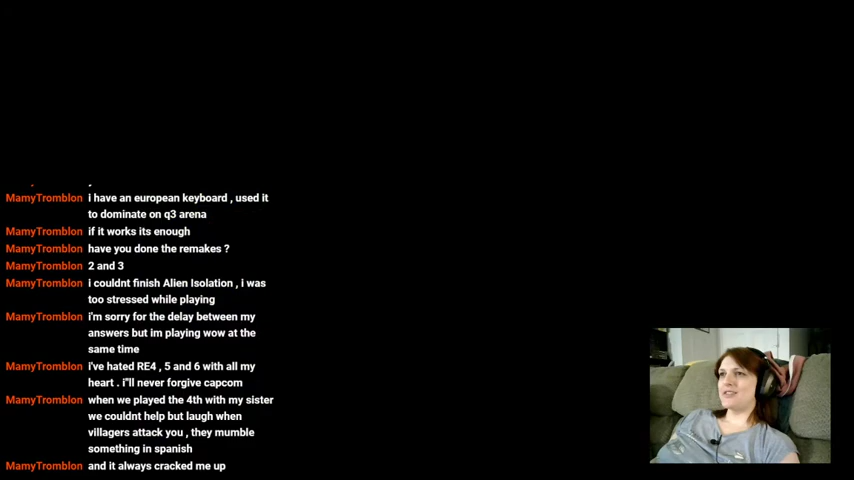 MamyTromblon i have an european keyboard , used it
to dominate on q3 arena
MamyTromblon if it works its enough
MamyTromblon have you done the remakes ?
MamyTromblon 2 and 3
MamyTromblon i couldnt finish Alien Isolation , i was
too stressed while playing
MamyTromblon i'm sorry for the delay between my
answers but im playing wow at the
same time
MamyTromblon i've hated RE4 , 5 and 6 with all my
heart . i"ll never forgive capcom
MamyTromblon when we played the 4th with my sister
we couldnt help but laugh when
villagers attack you , they mumble
something in spanish
MamyTromblon and it always cracked me up